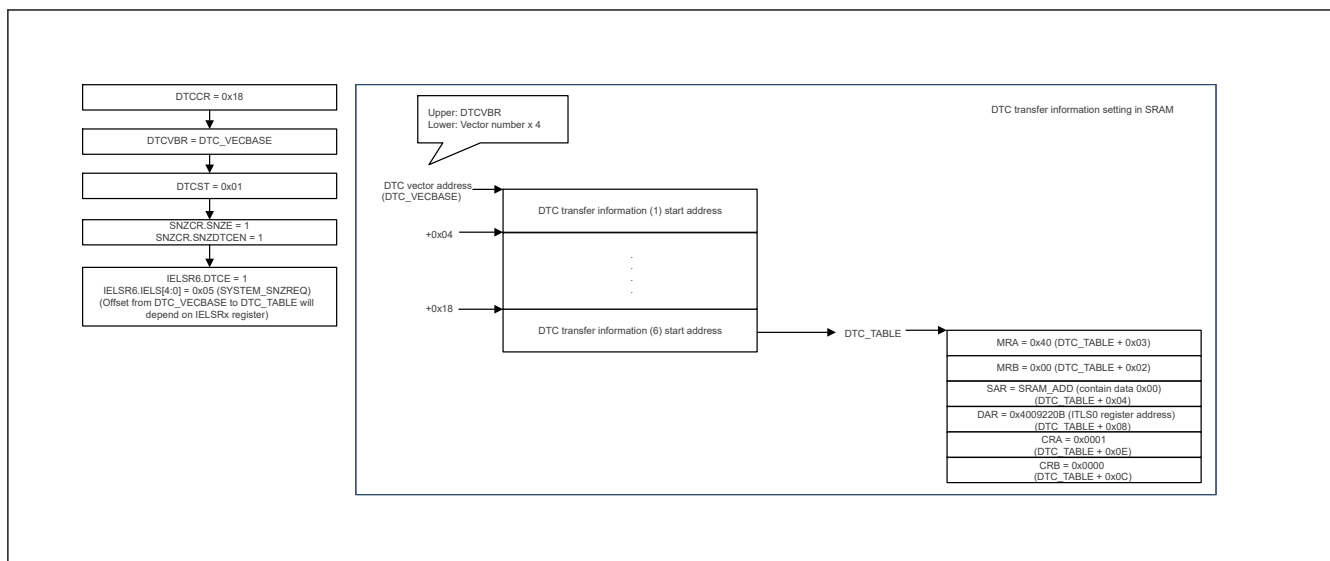 DTCCR = 0x18
DTCVBR = DTC_VECBASE
DTCST = 0x01
SNZCR.SNZE = 1
SNZCR.SNZDTCEN = 1
IELSR6.DTCE = 1
IELSR6.IELS[4:0] = 0x05 (SYSTEM_SNZREQ)
(Offset from DTC_VECBASE to DTC_TABLE will
depend on IELSRx register)
Upper: DTCVBR
Lower: Vector number x 4
DTC transfer information setting in SRAM
DTC vector address
(DTC_VECBASE)
DTC transfer information (1) start address
+0x04
.
.
.
.
+0x18
DTC transfer information (6) start address
DTC_TABLE
MRA = 0x40 (DTC_TABLE + 0x03)
MRB = 0x00 (DTC_TABLE + 0x02)
SAR = SRAM_ADD (contain data 0x00)
(DTC_TABLE + 0x04)
DAR = 0x4009220B (ITLS0 register address)
(DTC_TABLE + 0x08)
CRA = 0x0001
(DTC_TABLE + 0x0E)
CRB = 0x0000
(DTC_TABLE + 0x0C)